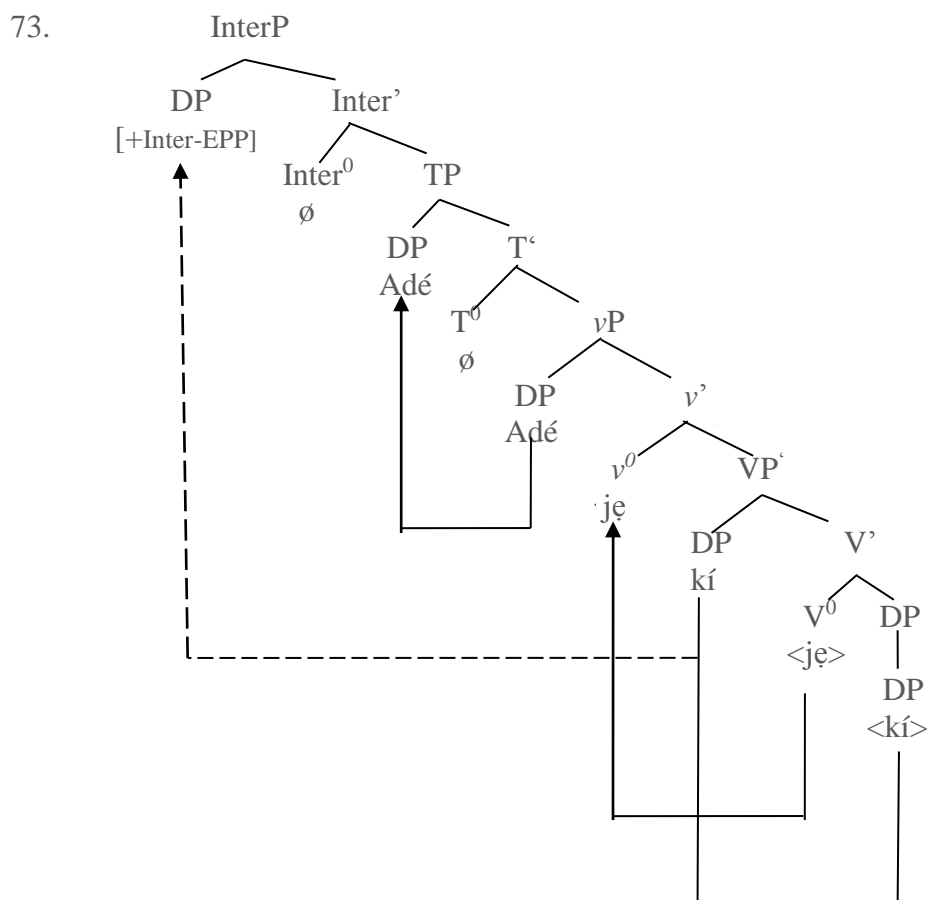 73. InterP
DP Inter’
[+Inter-EPP]
Inter⁰ TP
ø
DP T‘
Adé
T⁰ vP
ø
DP v’
Adé
v⁰ VP‘
jẹ
DP V’
kí
V⁰ DP
<jẹ>
DP
<kí>